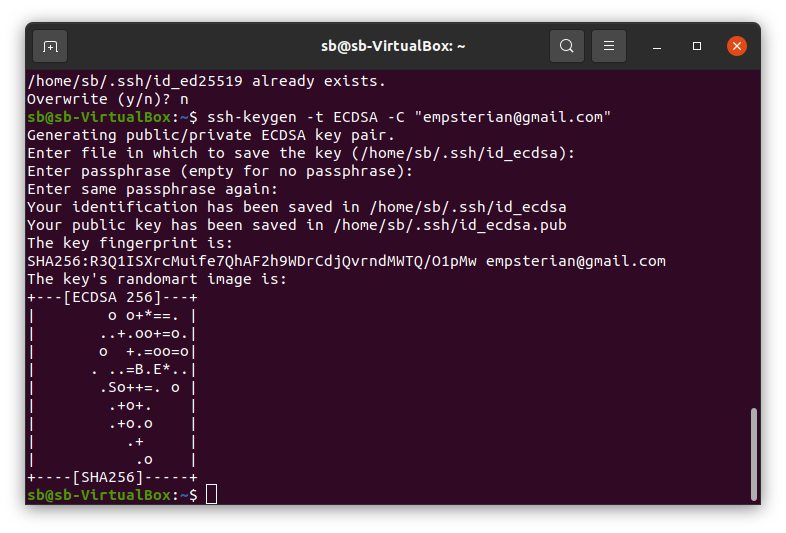 sb@sb-VirtualBox: ~
/home/sb/.ssh/id_ed25519 already exists.
Overwrite (y/n)? n
sb@sb-VirtualBox:~$ ssh-keygen -t ECDSA -C "empsterian@gmail.com"
Generating public/private ECDSA key pair.
Enter file in which to save the key (/home/sb/.ssh/id_ecdsa):
Enter passphrase (empty for no passphrase):
Enter same passphrase again:
Your identification has been saved in /home/sb/.ssh/id_ecdsa
Your public key has been saved in /home/sb/.ssh/id_ecdsa.pub
The key fingerprint is:
SHA256:R3Q1ISXrcMuife7QhAF2h9WDrCdjQvrndMWTQ/O1pMw empsterian@gmail.com
The key's randomart image is:
+---[ECDSA 256]---+
|        o o+*==. |
|       ..+.oo+=o.|
|       o  +.=oo=o|
|      . ..=B.E*..|
|       .So++=. o |
|        .+o+.    |
|        .+o.o    |
|          .+     |
|           .o    |
+----[SHA256]-----+
sb@sb-VirtualBox:~$